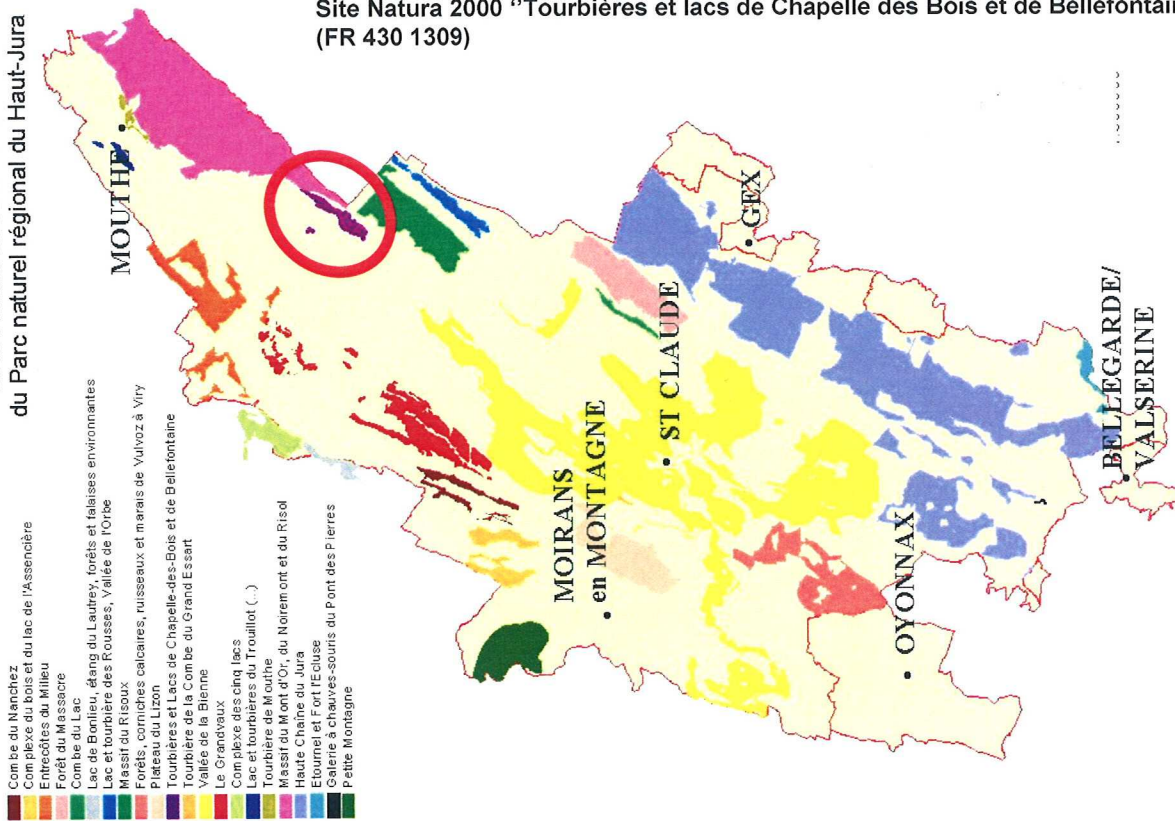 Site Natura 2000 ‘’Tourbières et lacs de Chapelle des Bois et de Bellefontain
(FR 430 1309)
du Parc naturel régional du Haut-Jura
Combe du Nanchez
Complexe du bois et du lac de l'Assencière
Entrecôtes du Milieu
Forêt du Massacre
Combe du Lac
Lac de Bonlieu, étang du Lautrey, forêts et falaises environnantes
Lac et tourbière des Rousses, Vallée de l'Orbe
Massif du Risoux
Forêts, corniches calcaires, ruisseaux et marais de Vulvoz à Viry
Plateau du Lizon
Tourbières et Lacs de Chapelle-des-Bois et de Bellefontaine
Tourbière de la Combe du Grand Essart
Vallée de la Bienne
Le Grandvaux
Complexe des cinq lacs
Lac et tourbières du Trouillot (...)
Tourbière de Mouthe
Massif du Mont d'Or, du Noiremont et du Risol
Haute Chaîne du Jura
Etournel et Fort l'Ecluse
Galerie à chauves-souris du Pont des Pierres
Petite Montagne
MOUTHE
GEX
ST CLAUDE
MOIRANS
en MONTAGNE
OYONNAX
BELLEGARDE/
VALSERINE